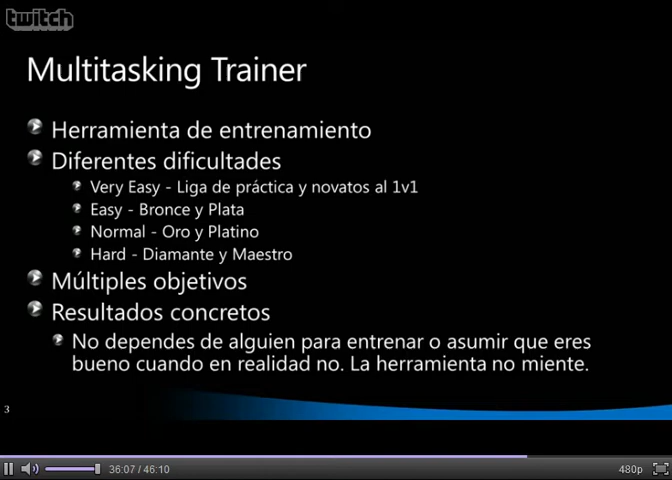 twitch
Multitasking Trainer
Herramienta de entrenamiento
Diferentes dificultades
Very Easy - Liga de práctica y novatos al 1v1
Easy - Bronce y Plata
Normal - Oro y Platino
Hard - Diamante y Maestro
Múltiples objetivos
Resultados concretos
No dependes de alguien para entrenar o asumir que eres
bueno cuando en realidad no. La herramienta no miente.
3
36:07 / 46:10
480p